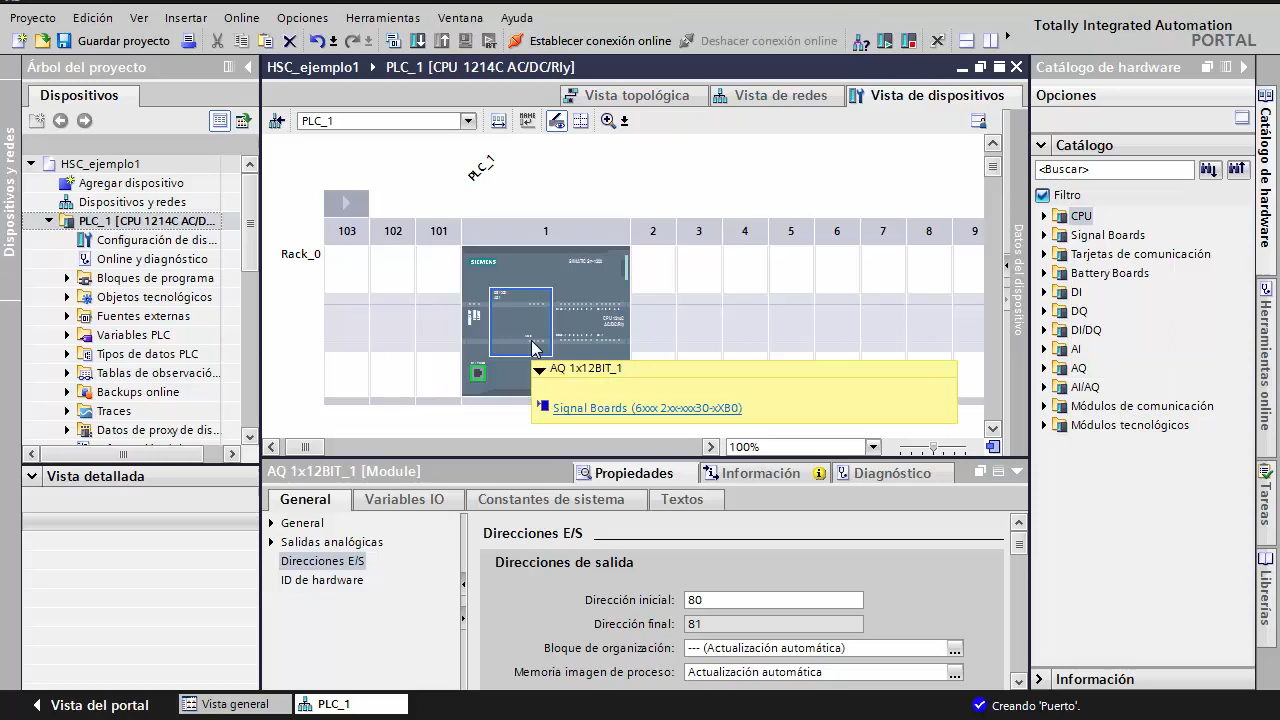 Proyecto Edición Ver Insertar Online Opciones Herramientas Ventana Ayuda
Totally Integrated Automation
PORTAL
Guardar proyecto
Establecer conexión online
Deshacer conexión online
Árbol del proyecto
HSC_ejemplo1 PLC_1 [CPU 1214C AC/DC/Rly]
Catálogo de hardware
Dispositivos
Vista topológica
Vista de redes
Vista de dispositivos
Opciones
PLC_1
Catálogo
<Buscar>
Filtro
CPU
Signal Boards
Tarjetas de comunicación
Battery Boards
DI
DQ
DI/DQ
AI
AQ
AI/AQ
Módulos de comunicación
Módulos tecnológicos
HSC_ejemplo1
Agregar dispositivo
Dispositivos y redes
PLC_1 [CPU 1214C AC/D...
Configuración de dis...
Online y diagnóstico
Bloques de programa
Objetos tecnológicos
Fuentes externas
Variables PLC
Tipos de datos PLC
Tablas de observació...
Backups online
Traces
Datos de proxy de dis...
PLC_1
103 102 101 1 2 3 4 5 6 7 8 9
Rack_0
SIEMENS
AQ 1x12BIT_1
Signal Boards (6xxx 2xx-xxx30-xXB0)
100%
Vista detallada
AQ 1x12BIT_1 [Module]
Propiedades
Información
Diagnóstico
General
Variables IO
Constantes de sistema
Textos
General
Salidas analógicas
Direcciones E/S
ID de hardware
Direcciones E/S
Direcciones de salida
Dirección inicial: 80
Dirección final: 81
Bloque de organización: --- (Actualización automática)
Memoria imagen de proceso: Actualización automática
Información
Dispositivos y redes
Datos del dispositivo
Catálogo de hardware
Herramientas online
Tareas
Librerías
Vista del portal
Vista general
PLC_1
Creando 'Puerto'.